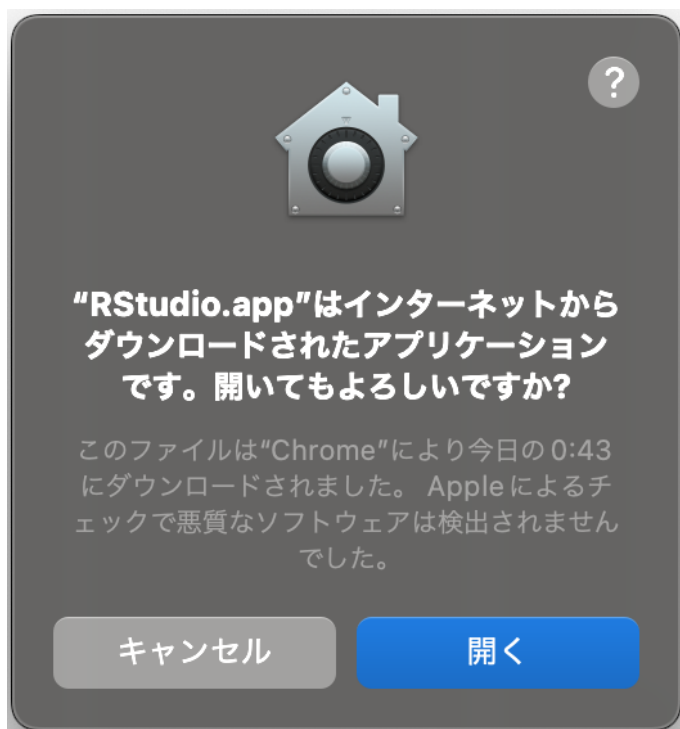 ?
“RStudio.app”はインターネットから
ダウンロードされたアプリケーション
です。開いてもよろしいですか?
このファイルは“Chrome”により今日の0:43
にダウンロードされました。 Appleによるチ
ェックで悪質なソフトウェアは検出されません
でした。
キャンセル
開く